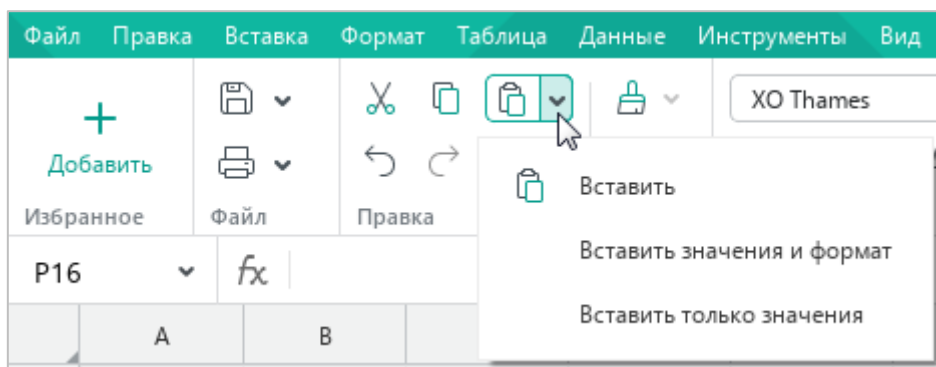 Файл Правка Вставка Формат Таблица Данные Инструменты Вид
XO Thames
Добавить
Вставить
Избранное Файл Правка
Вставить значения и формат
P16 fx
Вставить только значения
A B